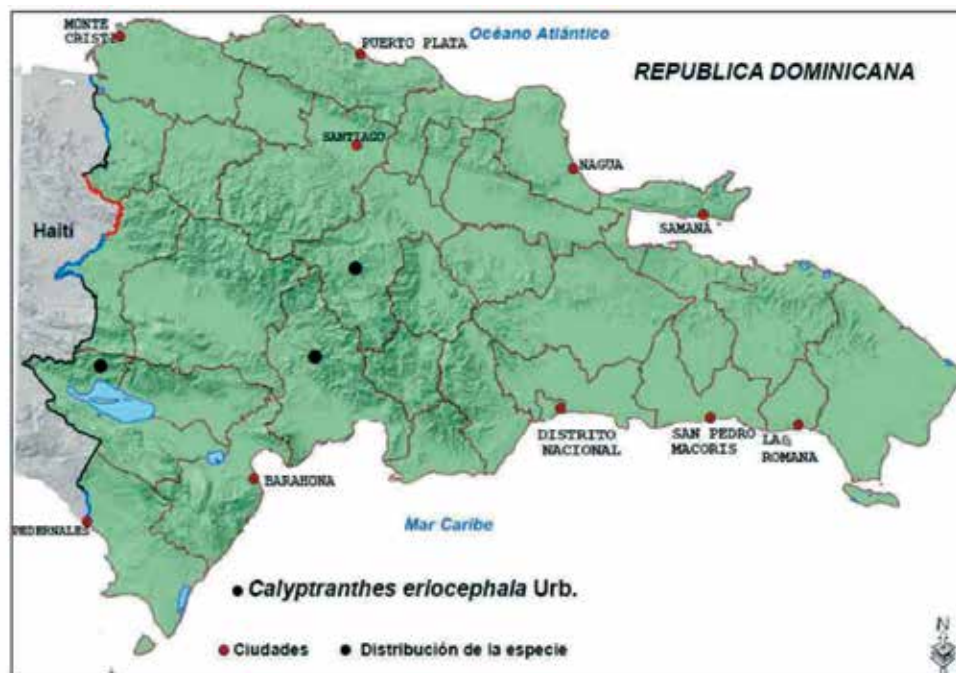 MONTE
CRISTI
PUERTO PLATA
Océano Atlántico
REPUBLICA DOMINICANA
SANTIAGO
NAGUA
SAMANÁ
Haití
DISTRITO
NACIONAL
SAN PEDRO
MACORIS
LA
ROMANA
BARAHONA
PEDERNALES
Mar Caribe
Calyptranthes eriocephala Urb.
Ciudades
Distribución de la especie
N